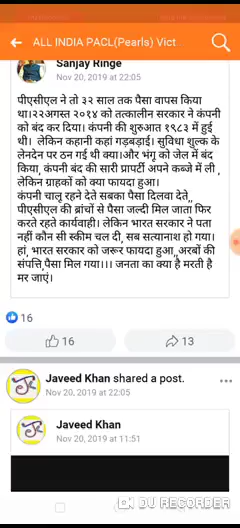 ALL INDIA PACL(Pearls) Vict
Sanjay Ringe
Nov 20, 2019 at 22:05
पीएसीएल ने तो ३२ साल तक पैसा वापस किया
था।२२अगस्त २०१४ को तत्कालीन सरकार ने कंपनी
को बंद कर दिया। कंपनी की शुरुआत १९८३ में हुई
थी।  लेकिन कहानी कहां गड़बड़ाई। सुविधा शुल्क के
लेनदेन पर ठन गई थी क्या।और भंगू को जेल में बंद
किया, कंपनी बंद की सारी प्रापर्टी अपने कब्जे में ली ,
लेकिन ग्राहकों को क्या फायदा हुआ।
कंपनी चालू रहने देते सबका पैसा दिलवा देते,,
पीएसीएल की ब्रांचों से पैसा जल्दी मिल जाता फिर
करते रहते कार्यवाही। लेकिन भारत सरकार ने पता
नहीं कौन सी स्कीम चल दी, सब सत्यानाश हो गया।
हां, भारत सरकार को जरूर फायदा हुआ,,अरबों की
संपत्ति,पैसा मिल गया।।। जनता का क्या है मरती है
मर जाएं।
16
16
13
Javeed Khan shared a post.
Nov 20, 2019 at 22:05
Javeed Khan
Nov 20, 2019 at 11:51
DU RECORDER